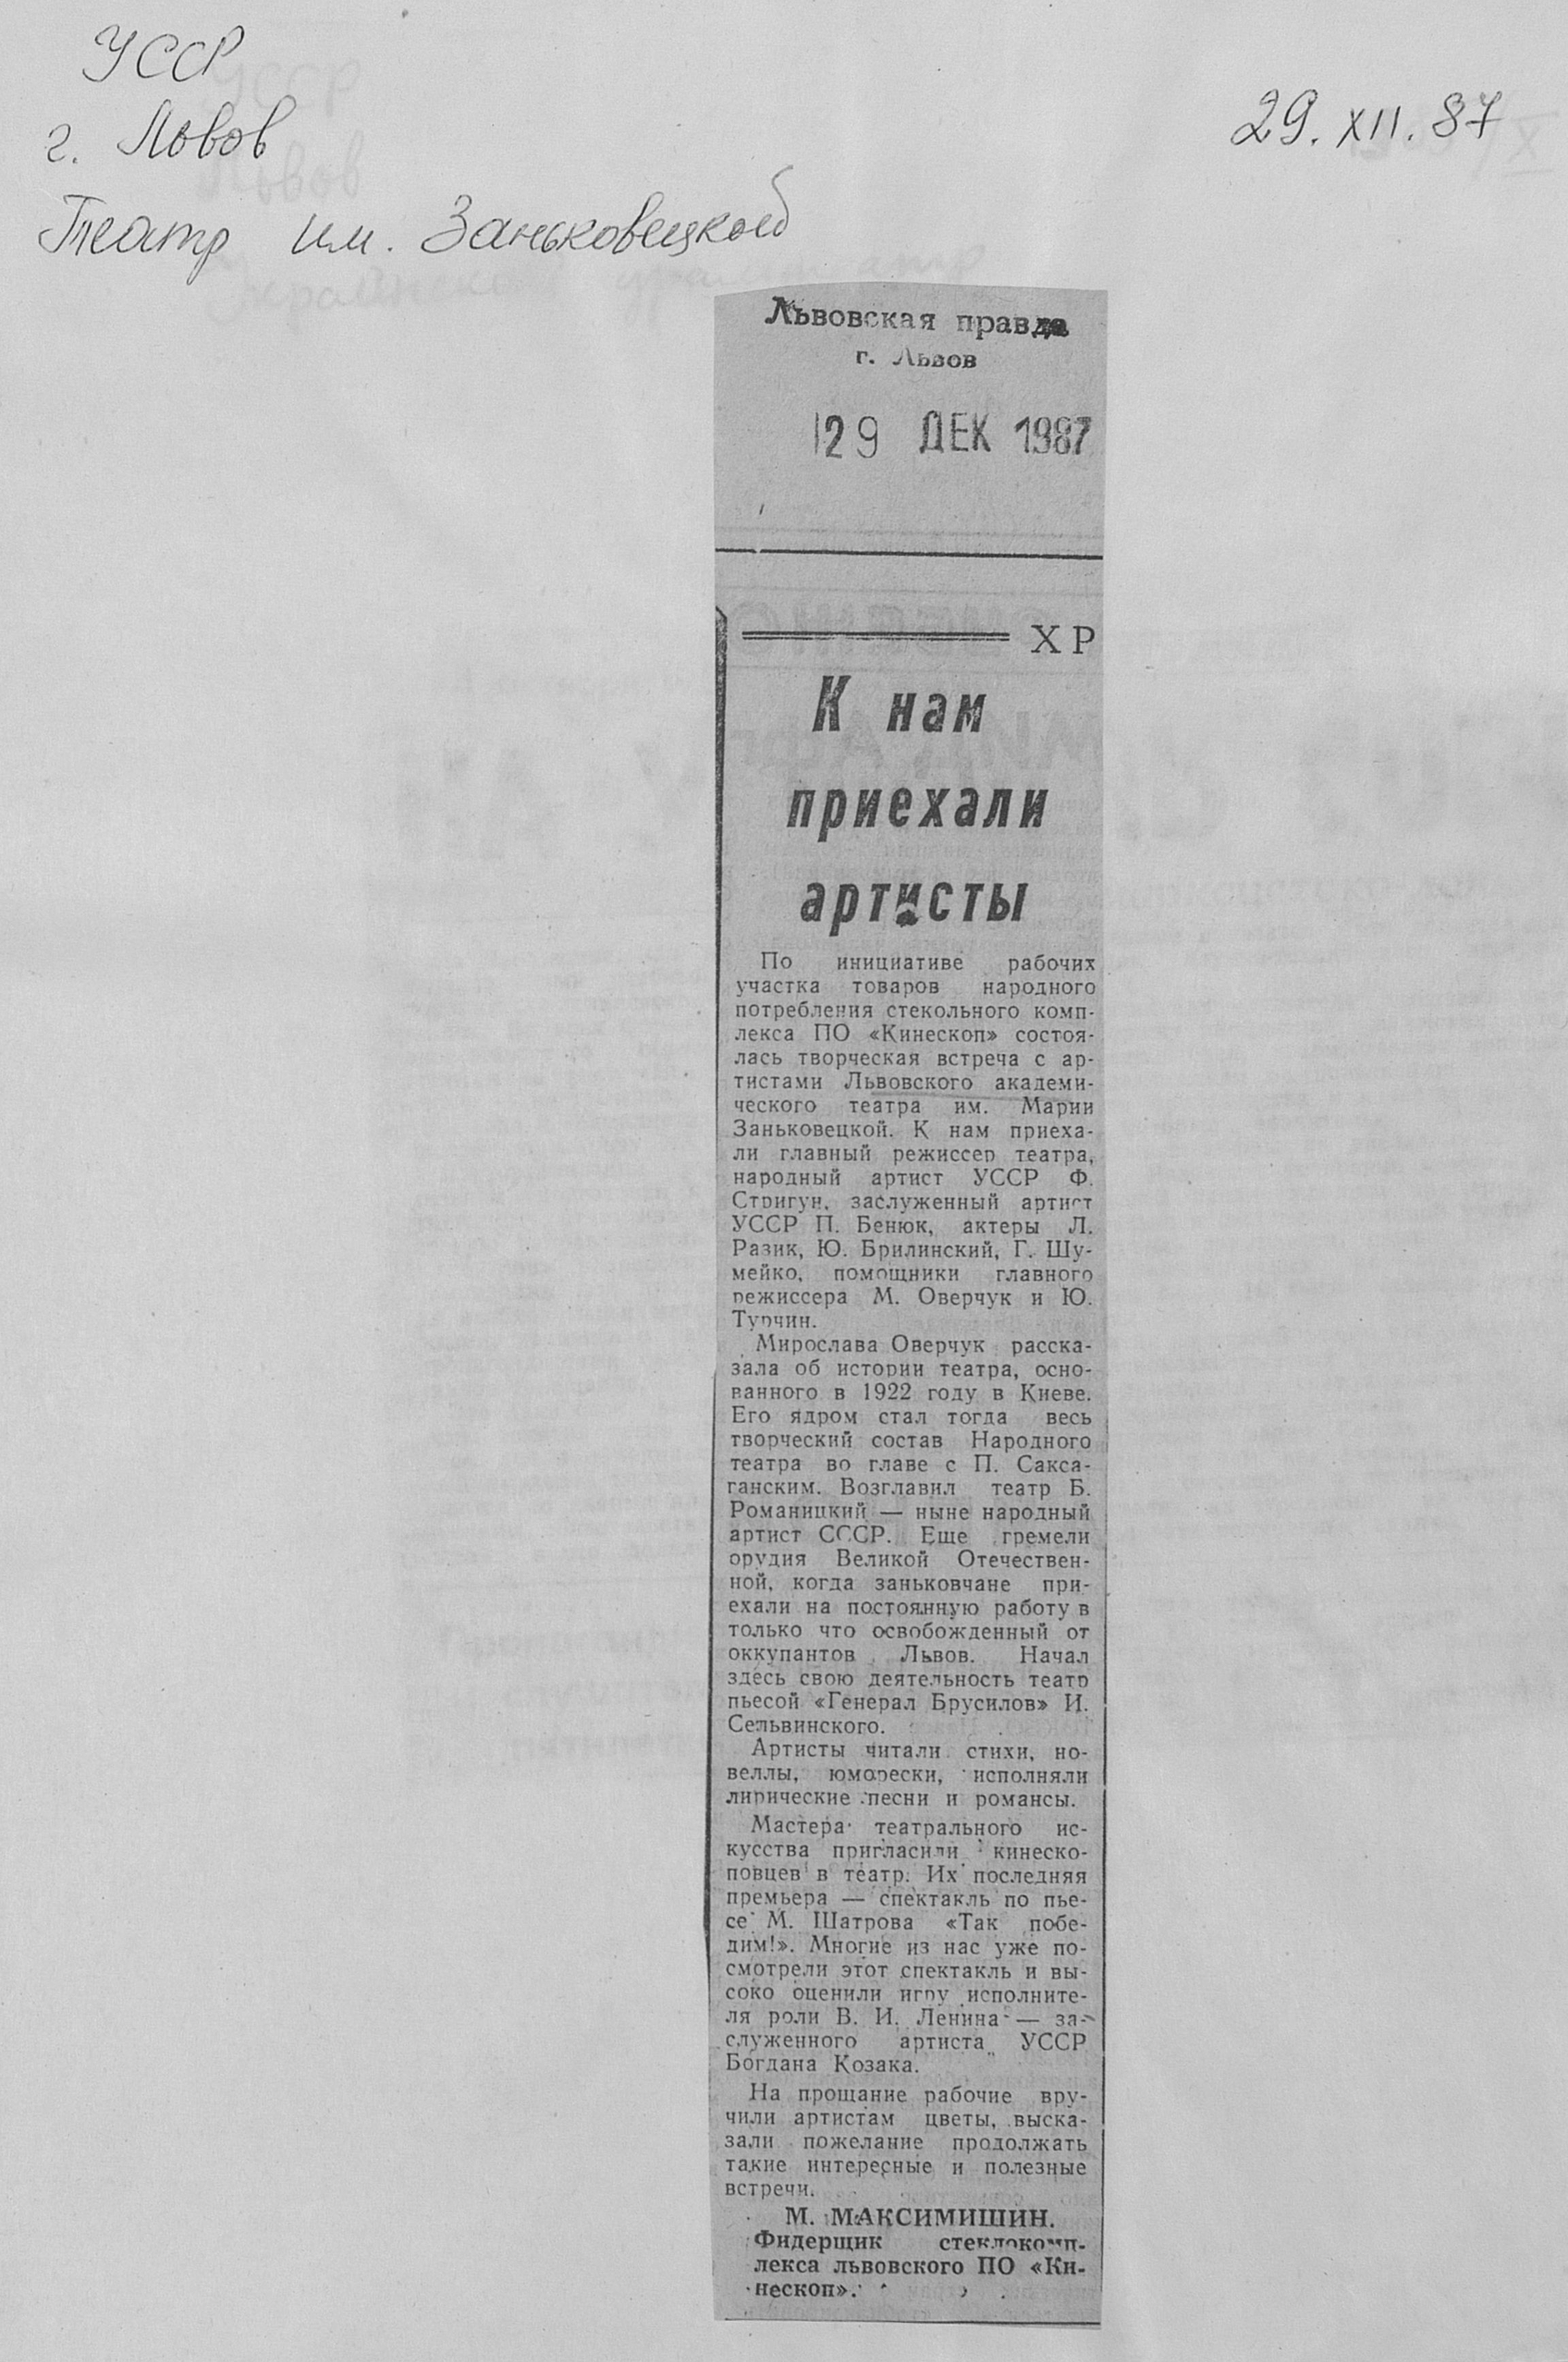 УССР
г. Львов
29.XII.87
Театр им. Заньковецкой
Львовская правда
г. Львов
29 ДЕК 1987
ХР
К нам
приехали
артисты
По инициативе рабочих
участка товаров народного
потребления стекольного комп-
лекса ПО «Кинескоп» состоя-
лась творческая встреча с ар-
тистами Львовского академи-
ческого театра им. Марии
Заньковецкой. К нам приеха-
ли главный режиссер театра,
народный артист УССР Ф.
Стригун, заслуженный артист
УССР П. Бенюк, актеры Л.
Разик, Ю. Брилинский, Г. Шу-
мейко, помощники главного
режиссера М. Оверчук и Ю.
Турчин.
Мирослава Оверчук расска-
зала об истории театра, осно-
ванного в 1922 году в Киеве.
Его ядром стал тогда весь
творческий состав Народного
театра во главе с П. Сакса-
ганским. Возглавил театр Б.
Романицкий — ныне народный
артист СССР. Еще гремели
орудия Великой Отечествен-
ной, когда заньковчане при-
ехали на постоянную работу в
только что освобожденный от
оккупантов Львов. Начал
здесь свою деятельность театр
пьесой «Генерал Брусилов» И.
Сельвинского.
Артисты читали стихи, но-
веллы, юморески, исполняли
лирические песни и романсы.
Мастера театрального ис-
кусства пригласили кинеско-
повцев в театр. Их последняя
премьера — спектакль по пье-
се М. Шатрова «Так побе-
дим!». Многие из нас уже по-
смотрели этот спектакль и вы-
соко оценили игру исполните-
ля роли В. И. Ленина — за-
служенного артиста УССР
Богдана Козака.
На прощание рабочие вру-
чили артистам цветы, выска-
зали пожелание продолжать
такие интересные и полезные
встречи.
М. МАКСИМИШИН.
Фидерщик стеклокомп-
лекса львовского ПО «Ки-
нескоп».